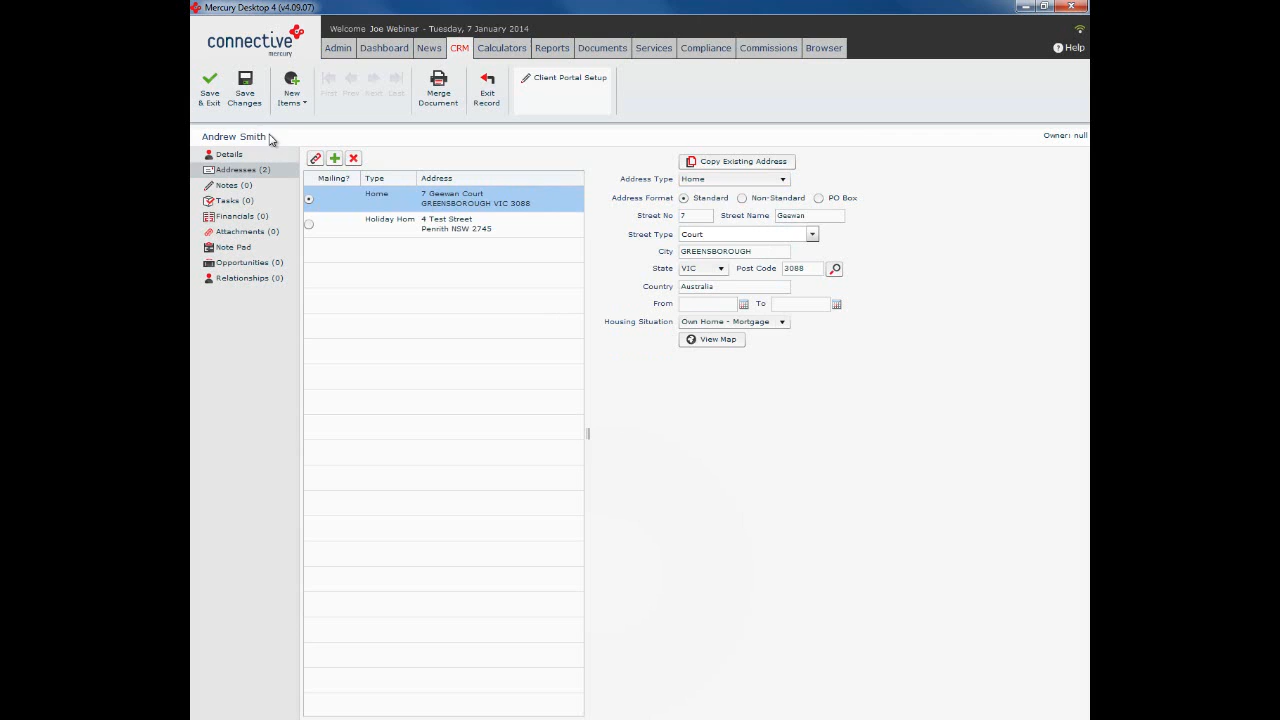 Mercury Desktop 4 (v4.09.07)
Welcome Joe Webinar - Tuesday, 7 January 2014
connective
mercury
Admin Dashboard News CRM Calculators Reports Documents Services Compliance Commissions Browser
Help
Save & Exit
Save Changes
New Items
First Prev Next Last
Merge Document
Exit Record
Client Portal Setup
Andrew Smith
Owner: null
Details
Addresses (2)
Notes (0)
Tasks (0)
Financials (0)
Attachments (0)
Note Pad
Opportunities (0)
Relationships (0)
Mailing? Type Address
Home 7 Geewan Court
GREENSBOROUGH VIC 3088
Holiday Hom 4 Test Street
Penrith NSW 2745
Copy Existing Address
Address Type Home
Address Format Standard Non-Standard PO Box
Street No 7 Street Name Geewan
Street Type Court
City GREENSBOROUGH
State VIC Post Code 3088
Country Australia
From To
Housing Situation Own Home - Mortgage
View Map